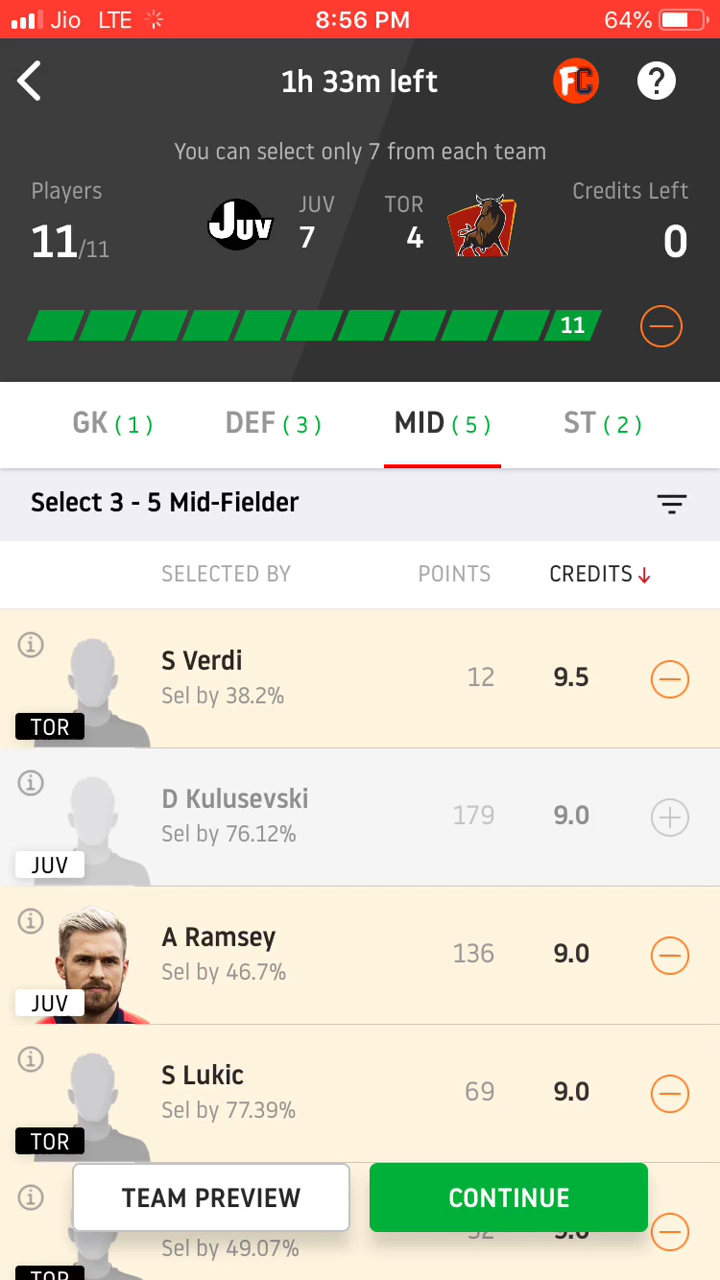 Jio LTE 8:56 PM 64%
1h 33m left FC ?
You can select only 7 from each team
Players JUV TOR Credits Left
11/11 JUV 7 4 0
11
GK ( 1 ) DEF ( 3 ) MID ( 5 ) ST ( 2 )
Select 3 - 5 Mid-Fielder
SELECTED BY POINTS CREDITS
S Verdi
Sel by 38.2% 12 9.5
TOR
D Kulusevski
Sel by 76.12% 179 9.0
JUV
A Ramsey
Sel by 46.7% 136 9.0
JUV
S Lukic
Sel by 77.39% 69 9.0
TOR
TEAM PREVIEW CONTINUE
Sel by 49.07%
TOR